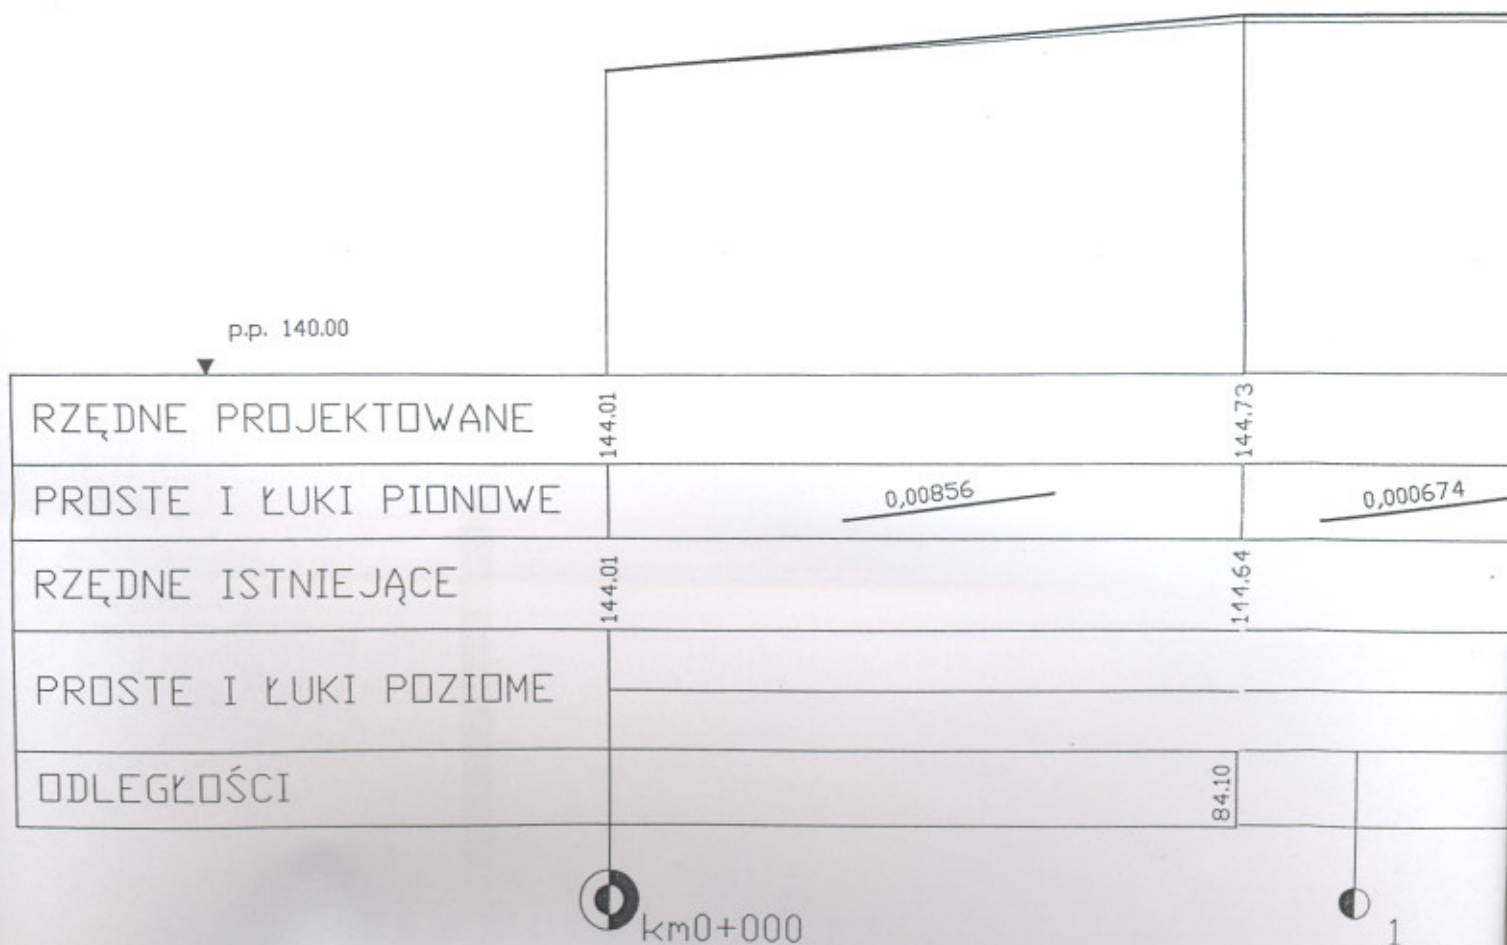 p.p. 140.00
RZĘDNE PROJEKTOWANE 144.01 144.73
PROSTE I ŁUKI PIONOWE 0,00856 0,000674
RZĘDNE ISTNIEJĄCE 144.01 144.64
PROSTE I ŁUKI POZIOME
ODLEGŁOŚCI 84.10
km0+000 1